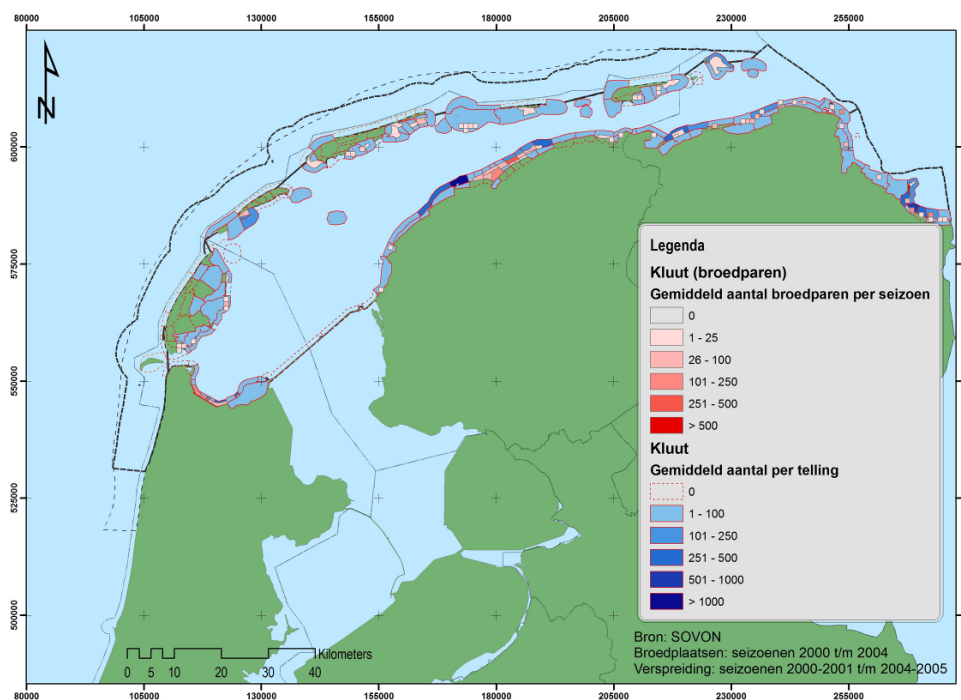 80000 105000 130000 155000 180000 205000 230000 255000
N
600000
575000
550000
525000
500000
Legenda
Kluut (broedparen)
Gemiddeld aantal broedparen per seizoen
0
1 - 25
26 - 100
101 - 250
251 - 500
> 500
Kluut
Gemiddeld aantal per telling
0
1 - 100
101 - 250
251 - 500
501 - 1000
> 1000
Kilometers
0 5 10 20 30 40
Bron: SOVON
Broedplaatsen: seizoenen 2000 t/m 2004
Verspreiding: seizoenen 2000-2001 t/m 2004-2005
80000 105000 130000 155000 180000 205000 230000 255000